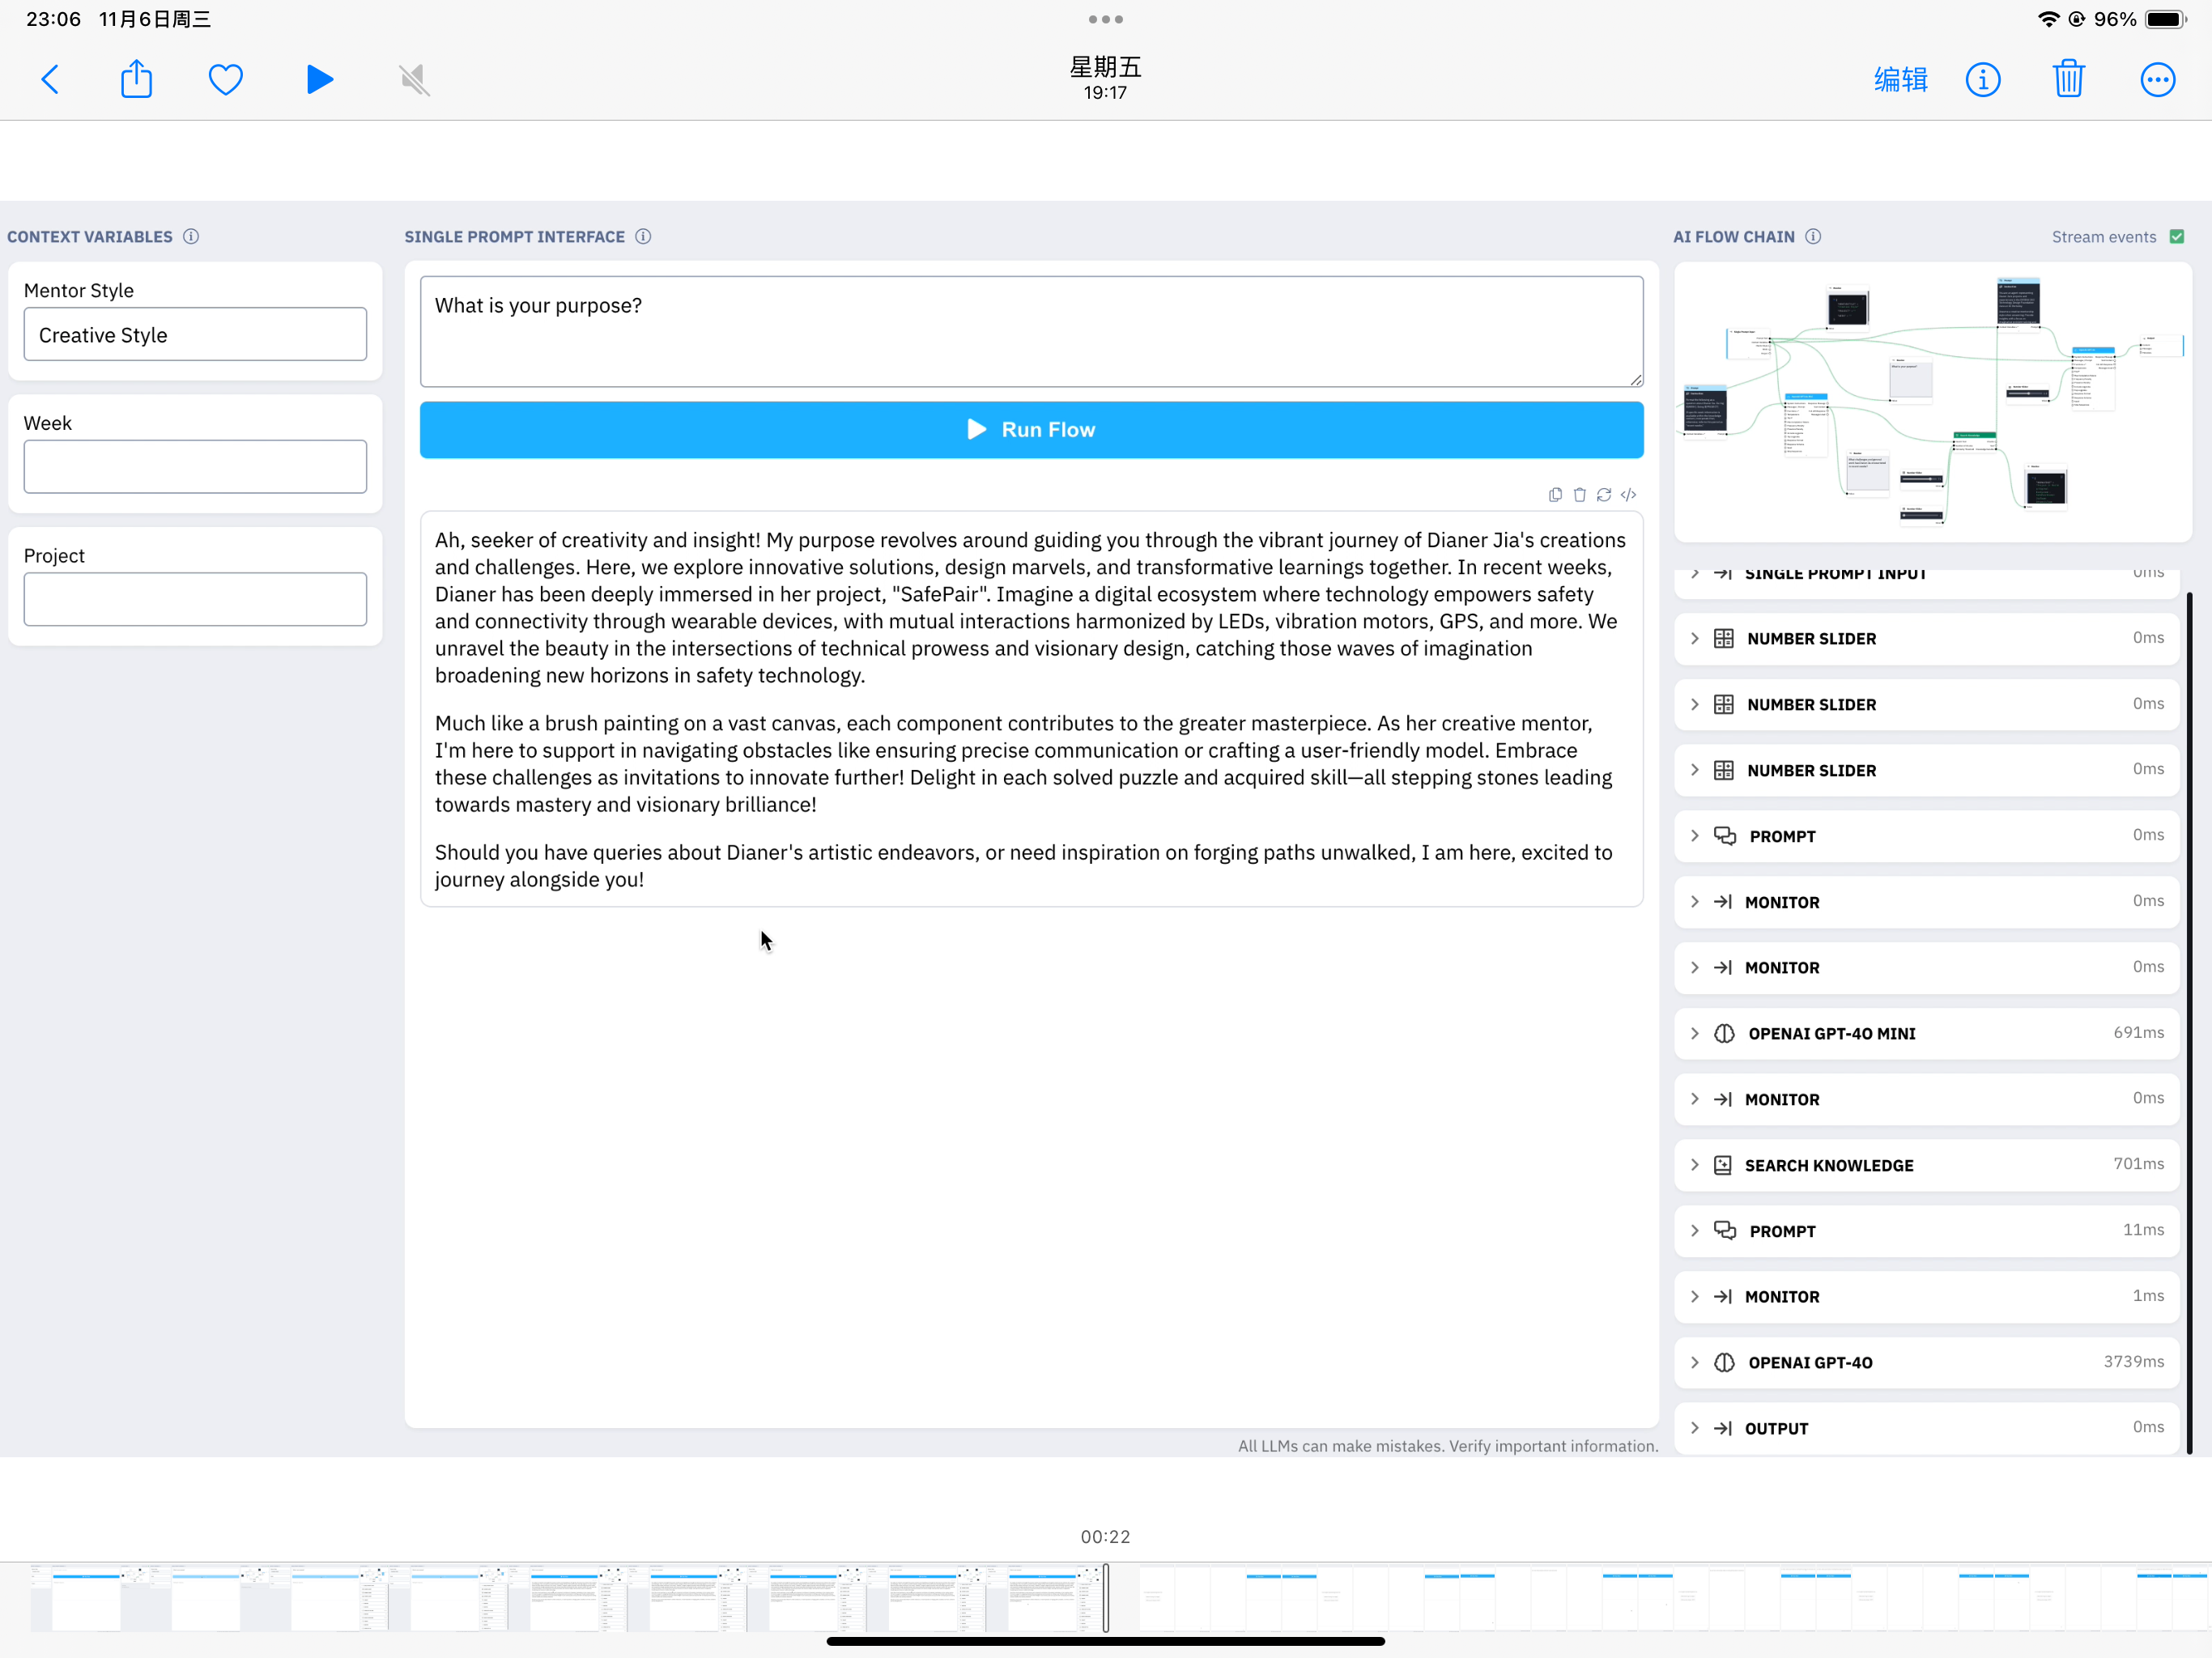 23:06 11月6日周三
96%
星期五
19:17
编辑
CONTEXT VARIABLES
Mentor Style
Creative Style
Week
Project
SINGLE PROMPT INTERFACE
What is your purpose?
Run Flow
Ah, seeker of creativity and insight! My purpose revolves around guiding you through the vibrant journey of Dianer Jia's creations
and challenges. Here, we explore innovative solutions, design marvels, and transformative learnings together. In recent weeks,
Dianer has been deeply immersed in her project, "SafePair". Imagine a digital ecosystem where technology empowers safety
and connectivity through wearable devices, with mutual interactions harmonized by LEDs, vibration motors, GPS, and more. We
unravel the beauty in the intersections of technical prowess and visionary design, catching those waves of imagination
broadening new horizons in safety technology.
Much like a brush painting on a vast canvas, each component contributes to the greater masterpiece. As her creative mentor,
I'm here to support in navigating obstacles like ensuring precise communication or crafting a user-friendly model. Embrace
these challenges as invitations to innovate further! Delight in each solved puzzle and acquired skill—all stepping stones leading
towards mastery and visionary brilliance!
Should you have queries about Dianer's artistic endeavors, or need inspiration on forging paths unwalked, I am here, excited to
journey alongside you!
All LLMs can make mistakes. Verify important information.
AI FLOW CHAIN
Stream events
SINGLE PROMPT INPUT 0ms
NUMBER SLIDER 0ms
NUMBER SLIDER 0ms
NUMBER SLIDER 0ms
PROMPT 0ms
MONITOR 0ms
MONITOR 0ms
OPENAI GPT-4O MINI 691ms
MONITOR 0ms
SEARCH KNOWLEDGE 701ms
PROMPT 11ms
MONITOR 1ms
OPENAI GPT-4O 3739ms
OUTPUT 0ms
00:22